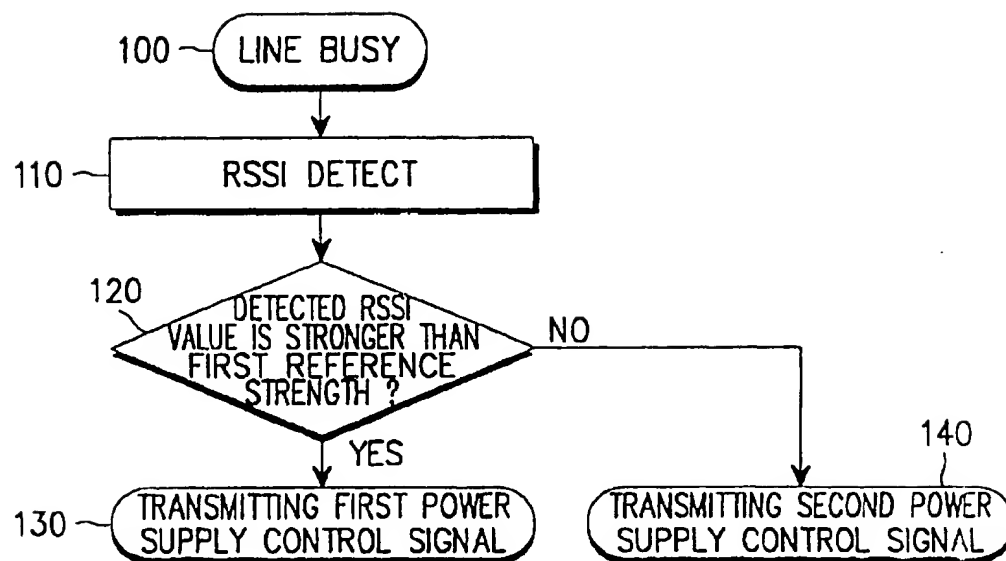 100
LINE BUSY
110
RSSI DETECT
120
DETECTED RSSI
VALUE IS STRONGER THAN
FIRST REFERENCE
STRENGTH ?
NO
YES
130
TRANSMITTING FIRST POWER
SUPPLY CONTROL SIGNAL
140
TRANSMITTING SECOND POWER
SUPPLY CONTROL SIGNAL